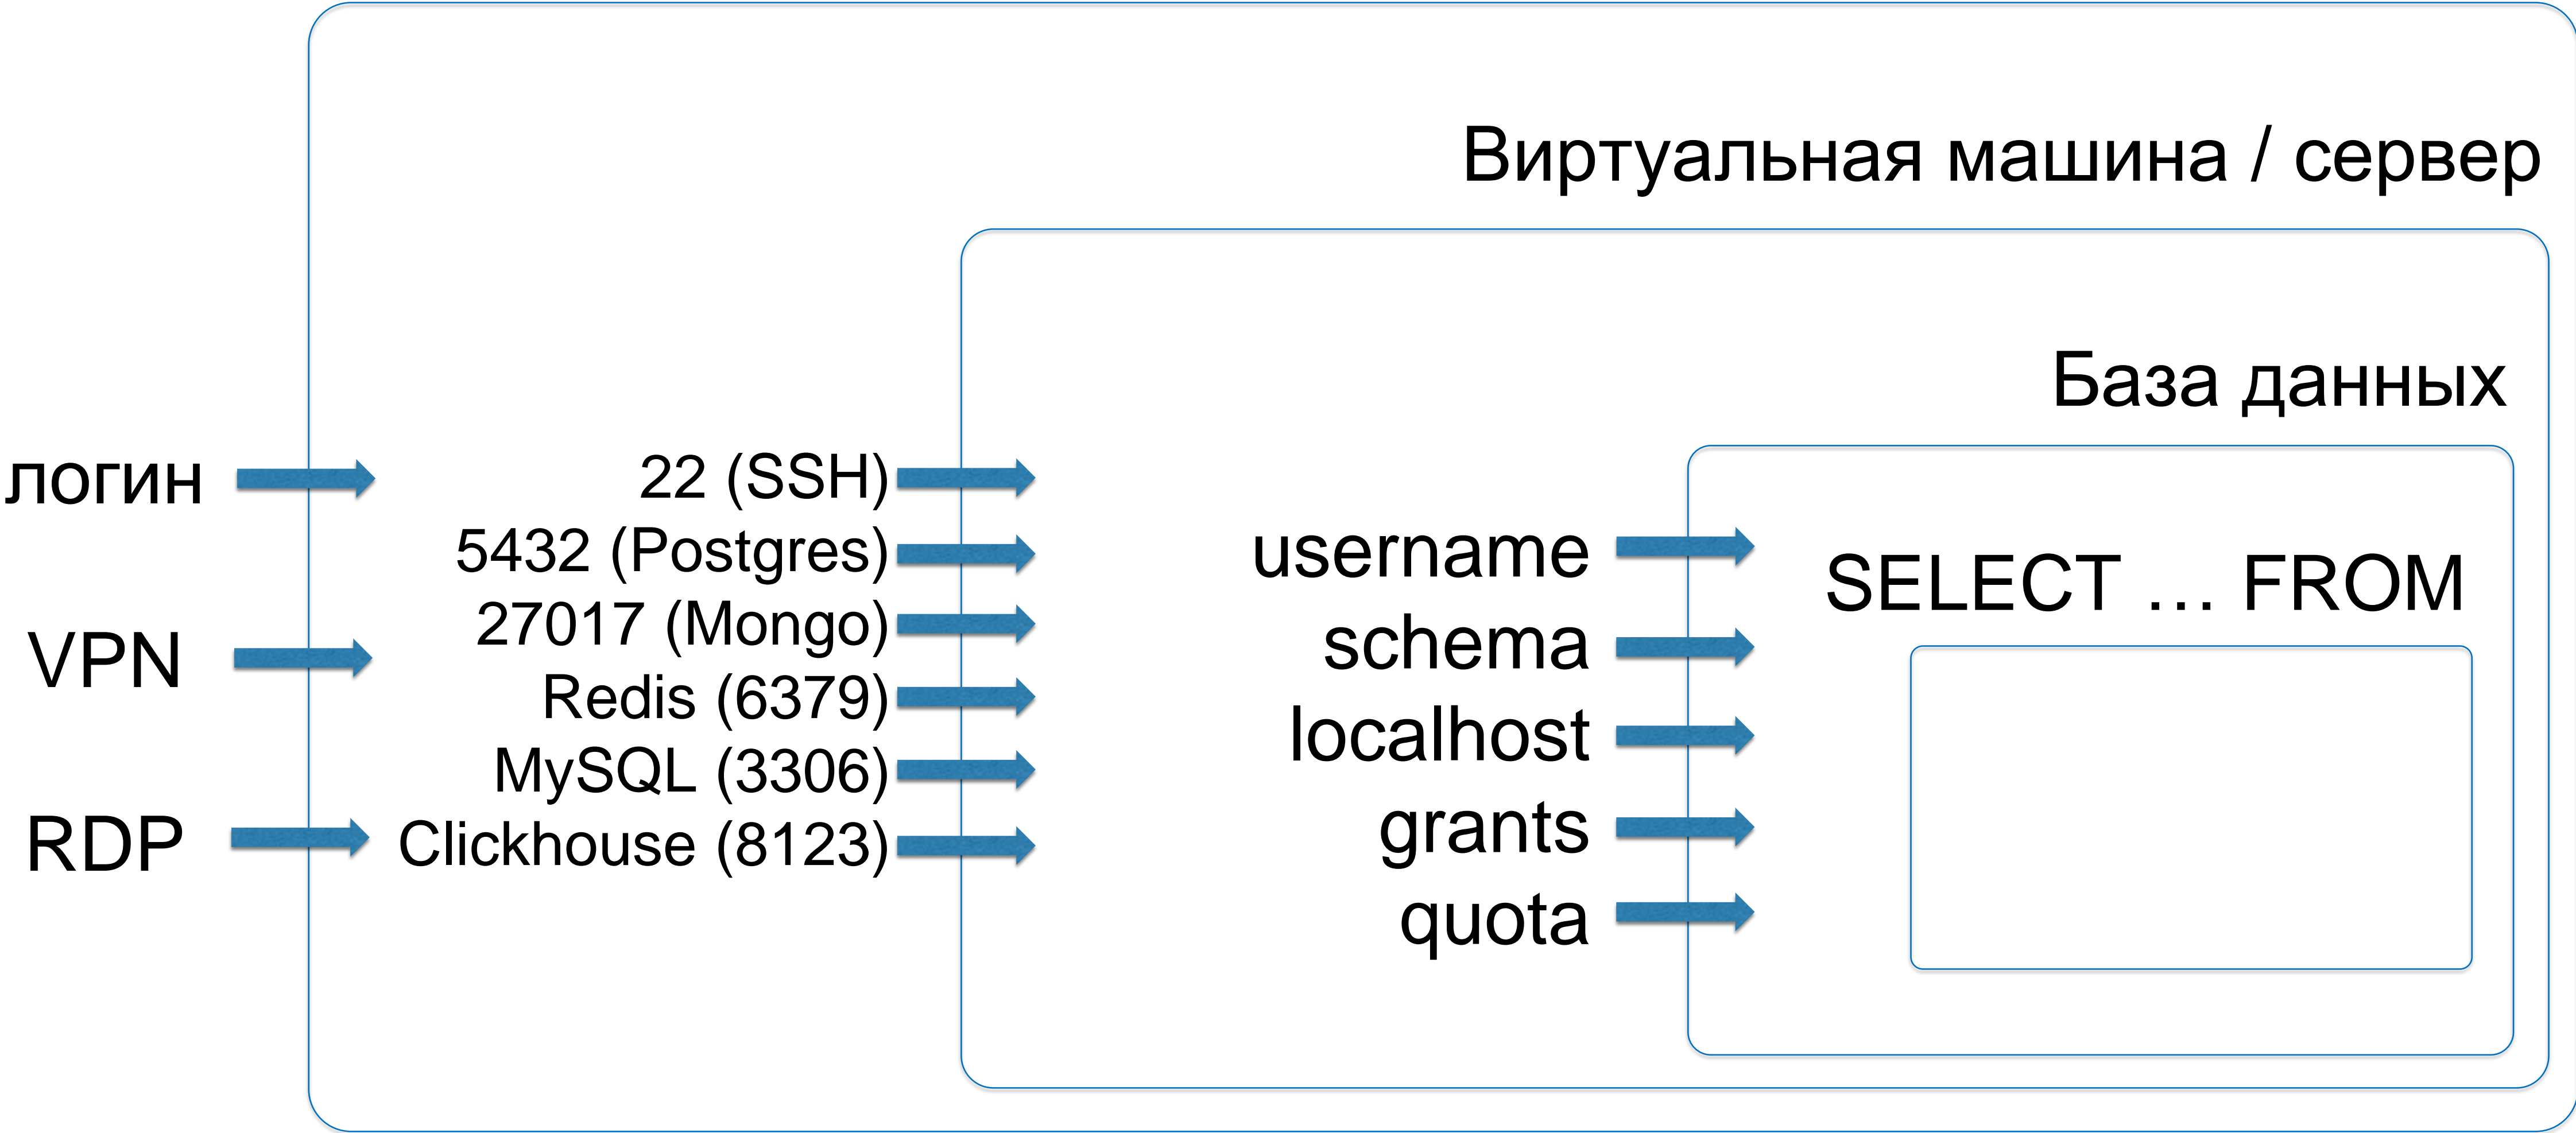 Виртуальная машина / сервер
База данных
логин
VPN
RDP
22 (SSH)
5432 (Postgres)
27017 (Mongo)
Redis (6379)
MySQL (3306)
Clickhouse (8123)
username
schema
localhost
grants
quota
SELECT … FROM